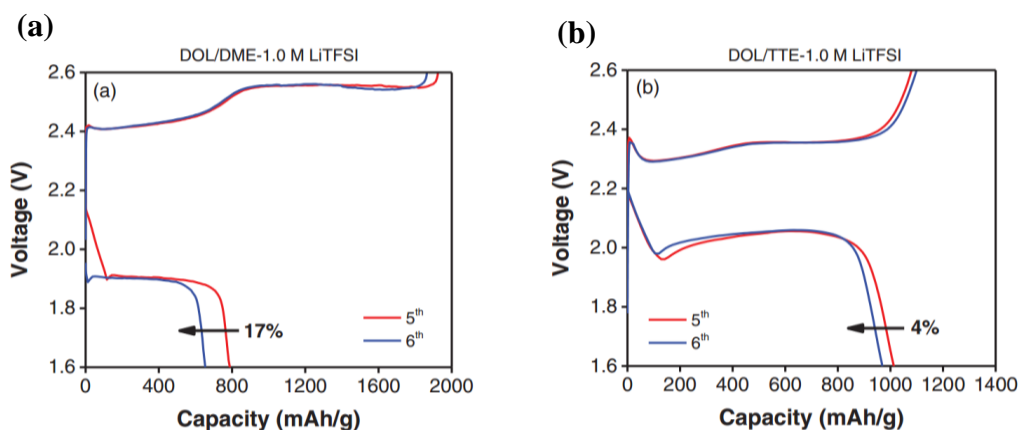 (a)
DOL/DME-1.0 M LiTFSI
(a)
Voltage (V)
2.6
2.4
2.2
2.0
1.8
1.6
5th
6th
17%
0
400
800
1200
1600
2000
Capacity (mAh/g)
(b)
DOL/TTE-1.0 M LiTFSI
(b)
Voltage (V)
2.6
2.4
2.2
2.0
1.8
1.6
5th
6th
4%
0
200
400
600
800
1000
1200
1400
Capacity (mAh/g)